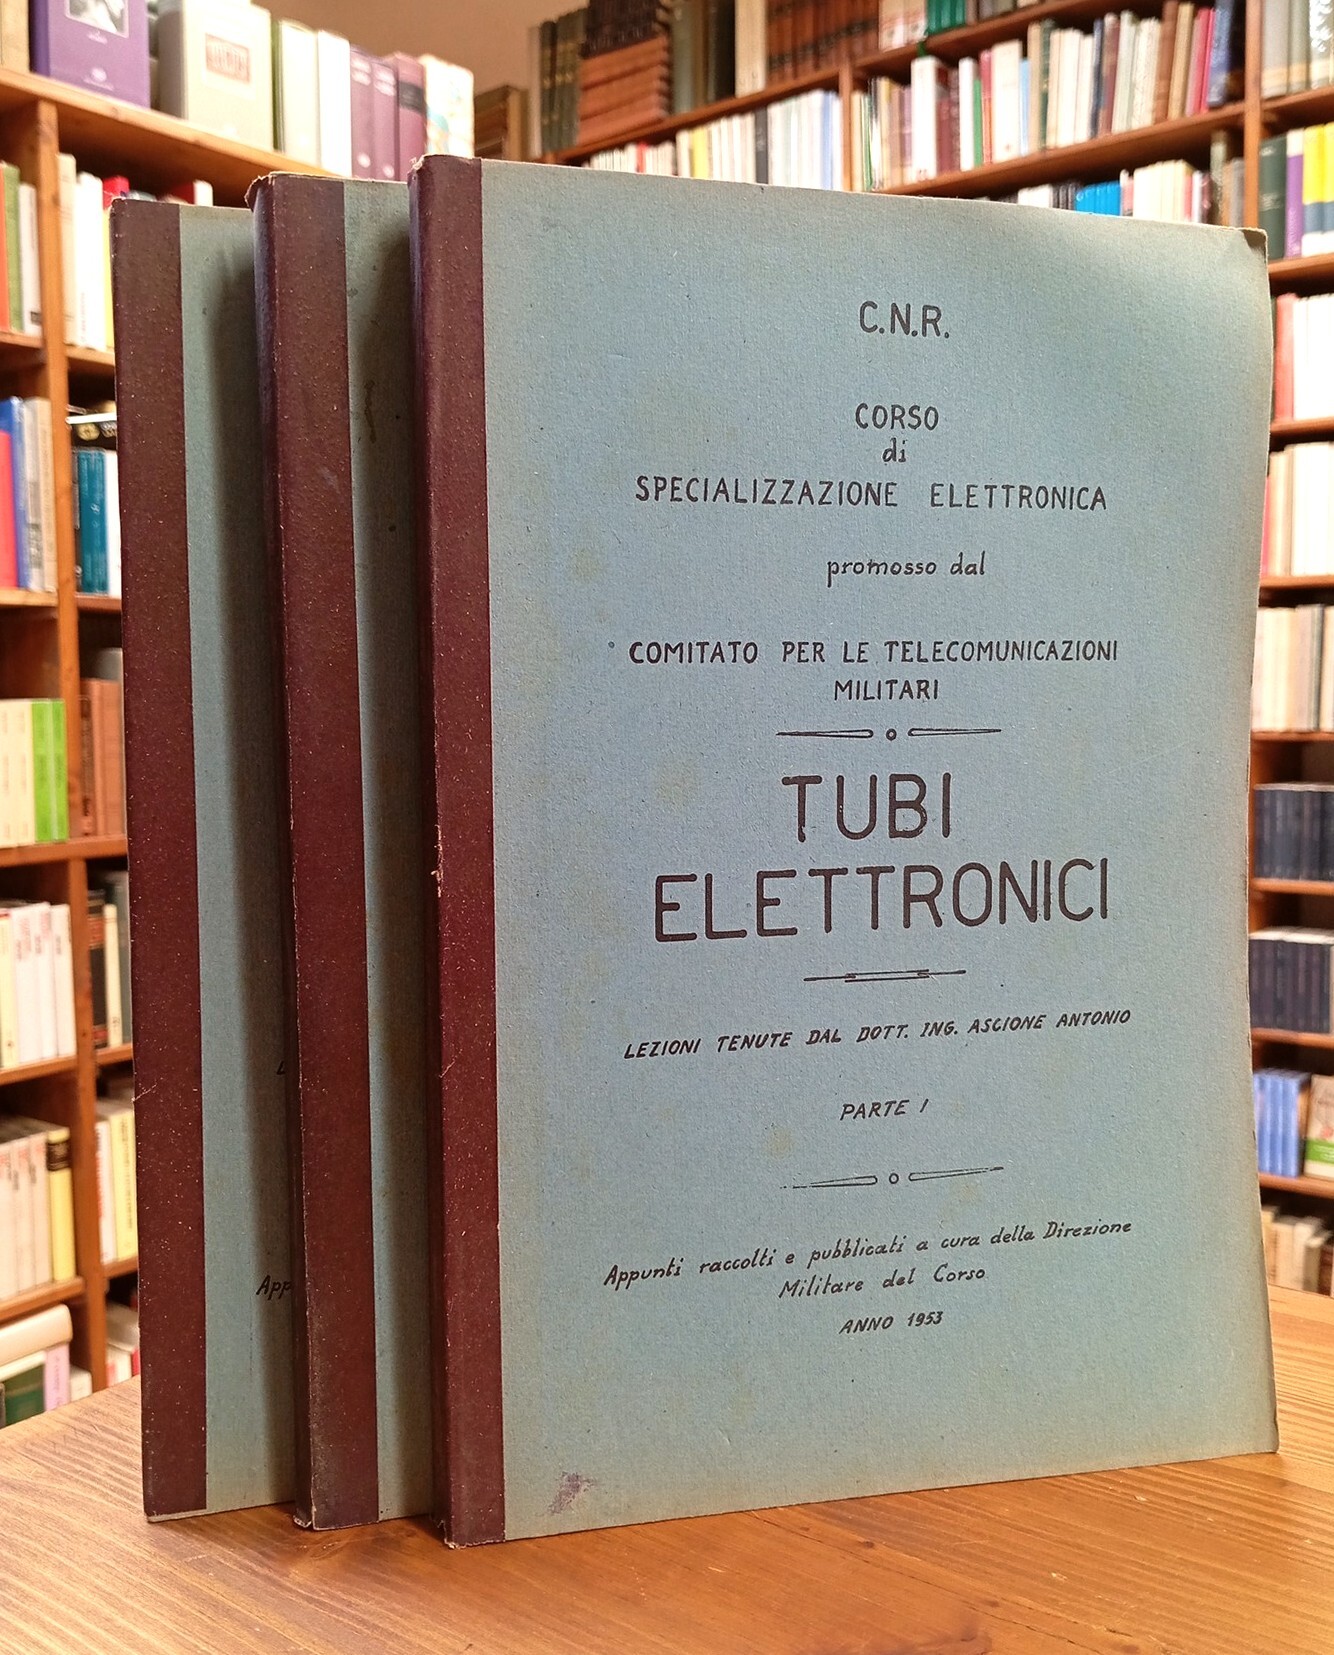 C.N.R.
CORSO
di
SPECIALIZZAZIONE ELETTRONICA
promosso dal
COMITATO PER LE TELECOMUNICAZIONI
MILITARI
TUBI
ELETTRONICI
LEZIONI TENUTE DAL DOTT. ING. ASCIONE ANTONIO
PARTE I
Appunti raccolti e pubblicati a cura della Direzione
Militare del Corso
ANNO 1953
L
App